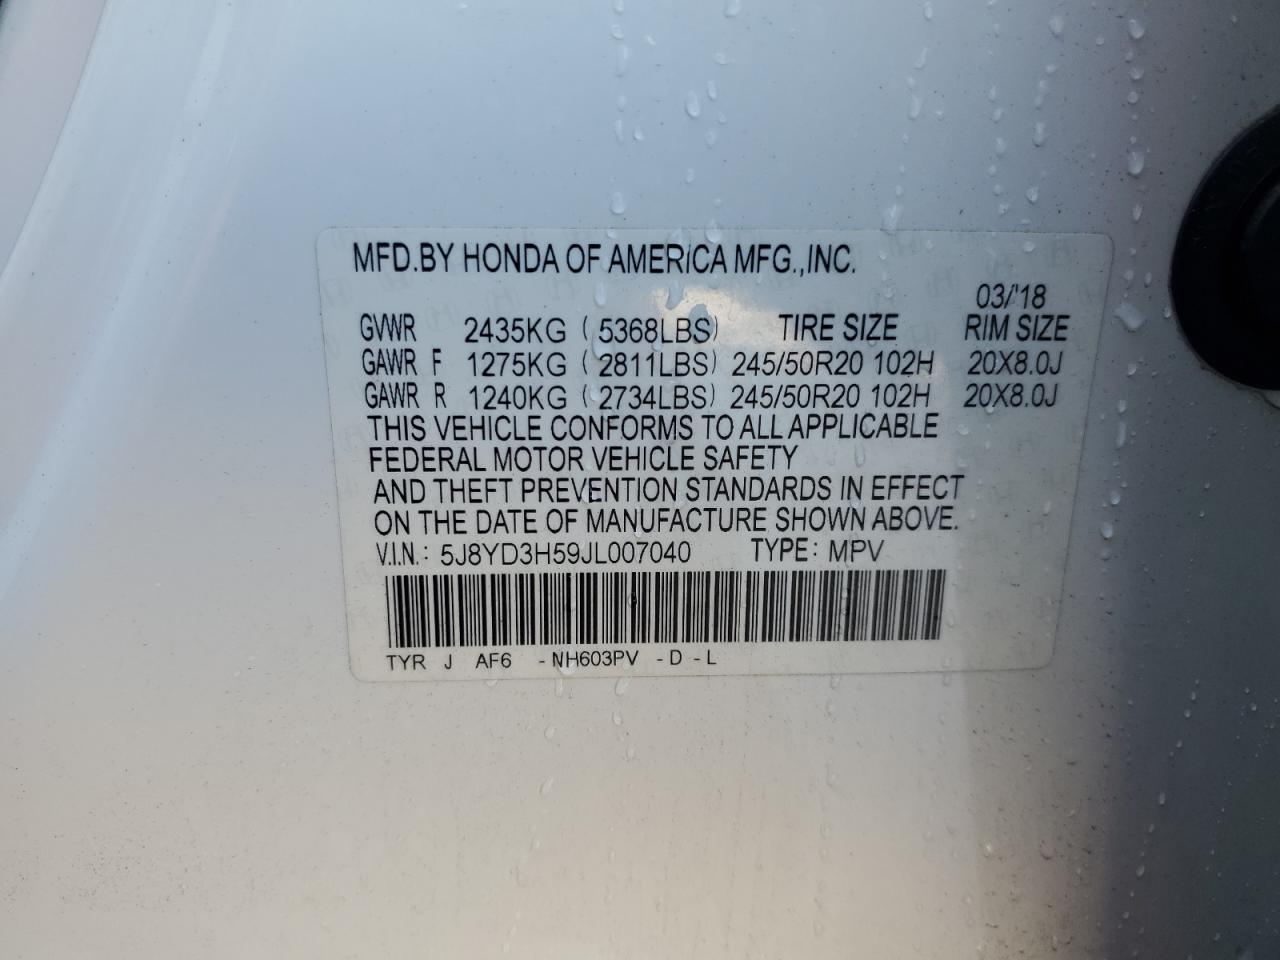 MFD.BY HONDA OF AMERICA MFG.,INC.
03/'18
GVWR 2435KG (5368LBS) TIRE SIZE RIM SIZE
GAWR F 1275KG (2811LBS) 245/50R20 102H 20X8.0J
GAWR R 1240KG (2734LBS) 245/50R20 102H 20X8.0J
THIS VEHICLE CONFORMS TO ALL APPLICABLE
FEDERAL MOTOR VEHICLE SAFETY
AND THEFT PREVENTION STANDARDS IN EFFECT
ON THE DATE OF MANUFACTURE SHOWN ABOVE.
V.I.N.: 5J8YD3H59JL007040 TYPE: MPV
TYR J AF6 -NH603PV -D -L